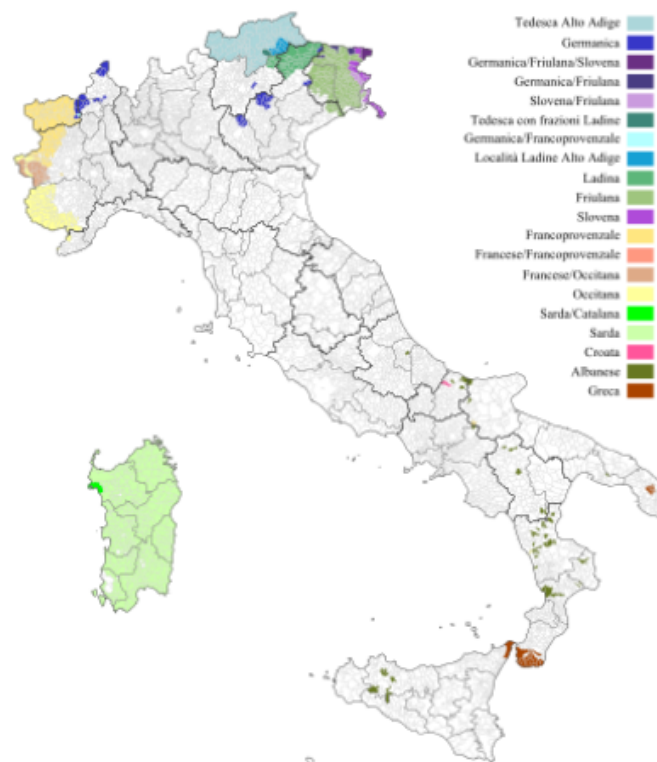 Tedesca Alto Adige
Germanica
Germanica/Friulana/Slovena
Germanica/Friulana
Slovena/Friulana
Tedesca con frazioni Ladine
Germanica/Francoprovenzale
Località Ladine Alto Adige
Ladina
Friulana
Slovena
Francoprovenzale
Francese/Francoprovenzale
Francese/Occitana
Occitana
Sarda/Catalana
Sarda
Croata
Albanese
Greca